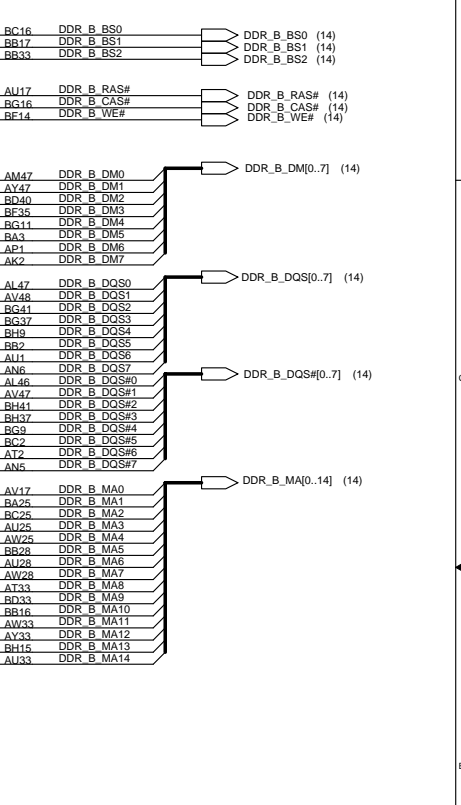 BC16 DDR_B_BS0 DDR_B_BS0 (14)
BB17 DDR_B_BS1 DDR_B_BS1 (14)
BB33 DDR_B_BS2 DDR_B_BS2 (14)
AU17 DDR_B_RAS# DDR_B_RAS# (14)
BG16 DDR_B_CAS# DDR_B_CAS# (14)
BF14 DDR_B_WE# DDR_B_WE# (14)
DDR_B_DM[0..7] (14)
AM47 DDR_B_DM0
AY47 DDR_B_DM1
BD40 DDR_B_DM2
BF35 DDR_B_DM3
BG11 DDR_B_DM4
BA3 DDR_B_DM5
AP1 DDR_B_DM6
AK2 DDR_B_DM7
DDR_B_DQS[0..7] (14)
AL47 DDR_B_DQS0
AV48 DDR_B_DQS1
BG41 DDR_B_DQS2
BG37 DDR_B_DQS3
BH9 DDR_B_DQS4
BB2 DDR_B_DQS5
AU1 DDR_B_DQS6
AN6 DDR_B_DQS7
DDR_B_DQS#[0..7] (14)
AL46 DDR_B_DQS#0
AV47 DDR_B_DQS#1
BH41 DDR_B_DQS#2
BH37 DDR_B_DQS#3
BG9 DDR_B_DQS#4
BC2 DDR_B_DQS#5
AT2 DDR_B_DQS#6
AN5 DDR_B_DQS#7
DDR_B_MA[0..14] (14)
AV17 DDR_B_MA0
BA25 DDR_B_MA1
BC25 DDR_B_MA2
AU25 DDR_B_MA3
AW25 DDR_B_MA4
BB28 DDR_B_MA5
AU28 DDR_B_MA6
AW28 DDR_B_MA7
AT33 DDR_B_MA8
BD33 DDR_B_MA9
BB16 DDR_B_MA10
AW33 DDR_B_MA11
AY33 DDR_B_MA12
BH15 DDR_B_MA13
AU33 DDR_B_MA14